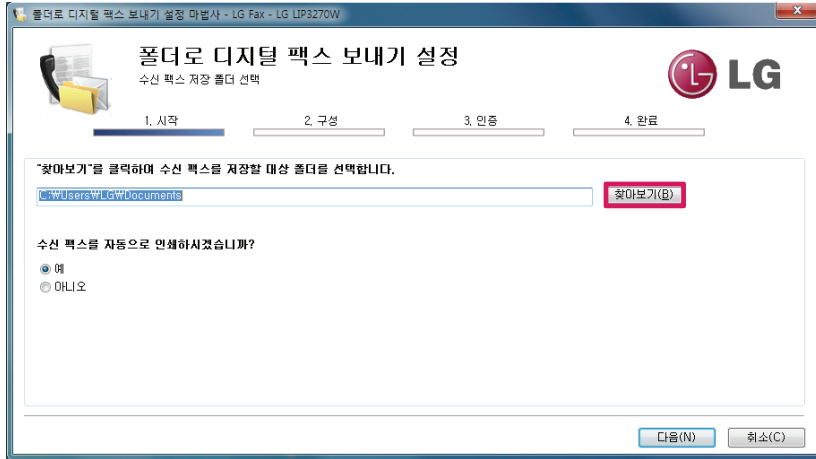 폴더로 디지털 팩스 보내기 설정 마법사 - LG Fax - LG LIP3270W
폴더로 디지털 팩스 보내기 설정
수신 팩스 저장 폴더 선택
LG
1. 시작 2. 구성 3. 인증 4. 완료
"찾아보기"를 클릭하여 수신 팩스를 저장할 대상 폴더를 선택합니다.
C:₩Users₩LG₩Documents 찾아보기(B)
수신 팩스를 자동으로 인쇄하시겠습니까?
예
아니오
다음(N) 취소(C)